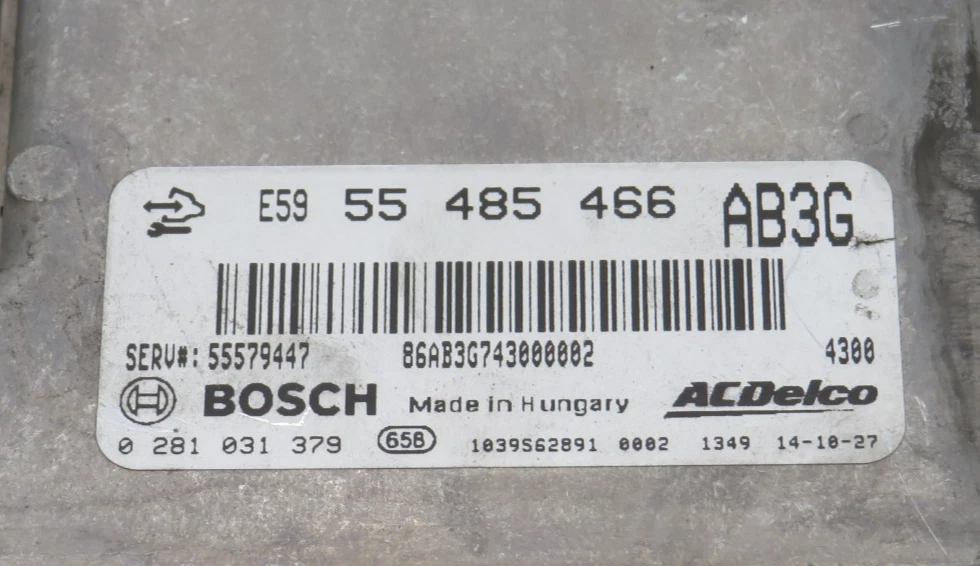 E59 55 485 466 AB3G
SERV#: 55579447 86AB3G743000002 4300
BOSCH Made in Hungary ACDelco
0 281 031 379 658 1039S62891 0002 1349 14-10-27